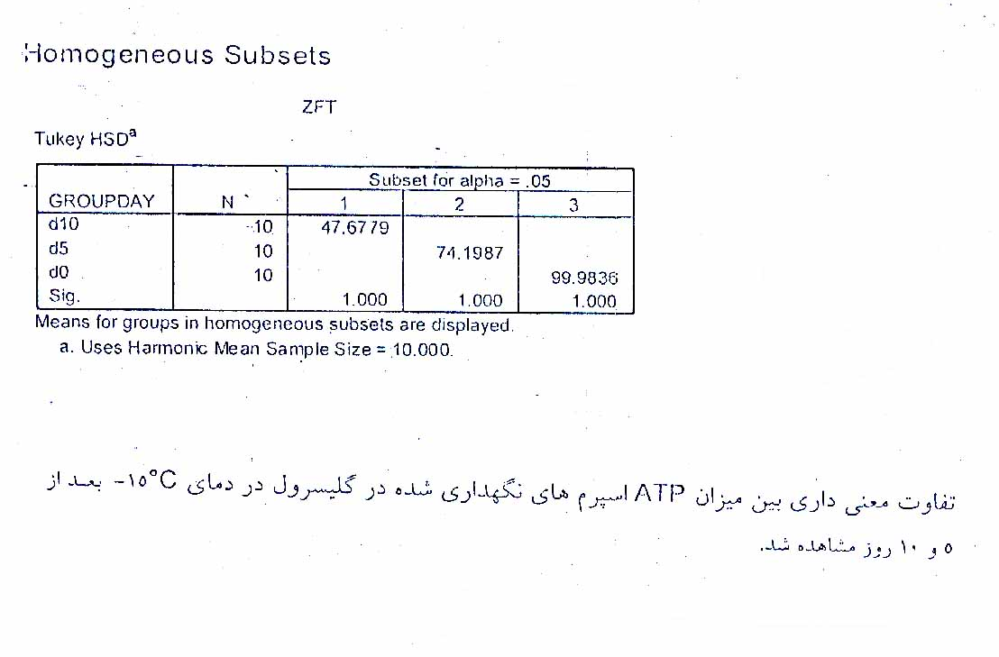 Homogeneous Subsets
ZFT
Tukey HSDa
Subset for alpha = .05
GROUPDAY N 1 2 3
d10 10 47.6779
d5 10 74.1987
d0 10 99.9836
Sig. 1.000 1.000 1.000
Means for groups in homogeneous subsets are displayed.
a. Uses Harmonic Mean Sample Size = 10.000.
تفاوت معنی داری بین میزان ATP اسپرم های نگهداری شده در گلیسرول در دمای ۱۵°C- بعد از
۵ و ۱۰ روز مشاهده شد.